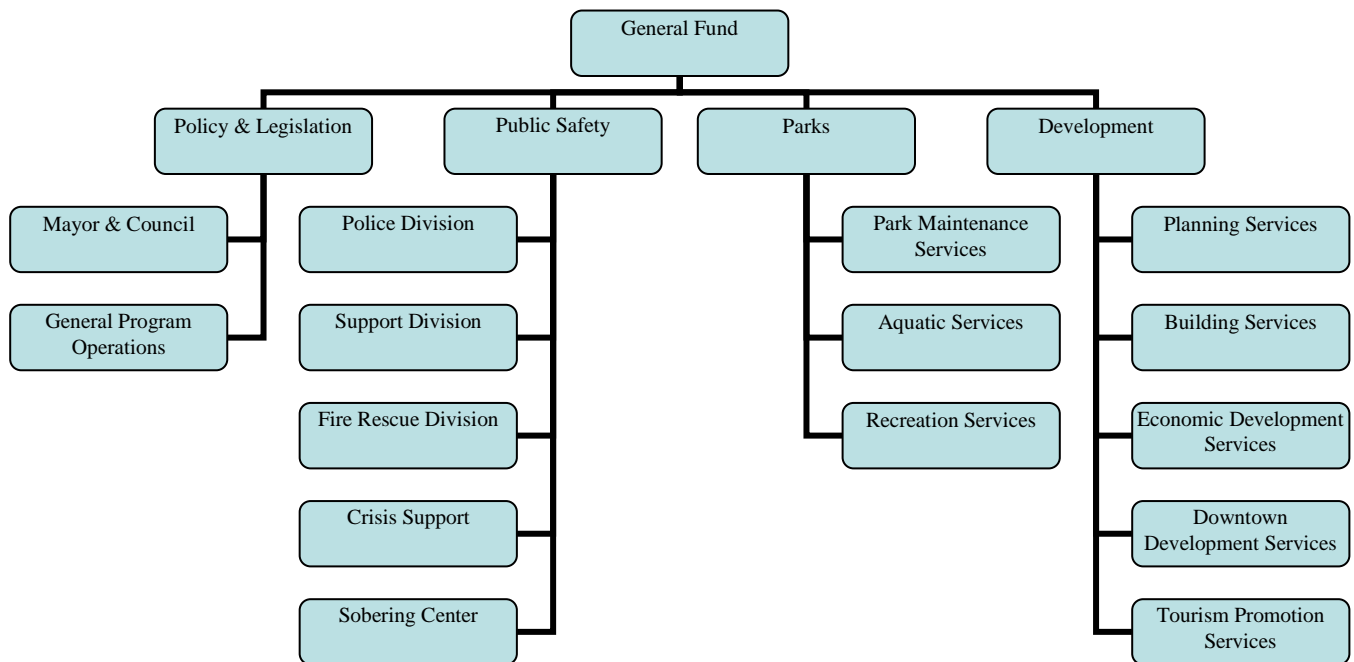 General Fund
Policy & Legislation
Public Safety
Parks
Development
Mayor & Council
Police Division
Park Maintenance
Services
Planning Services
General Program
Operations
Support Division
Aquatic Services
Building Services
Fire Rescue Division
Recreation Services
Economic Development
Services
Crisis Support
Downtown
Development Services
Sobering Center
Tourism Promotion
Services